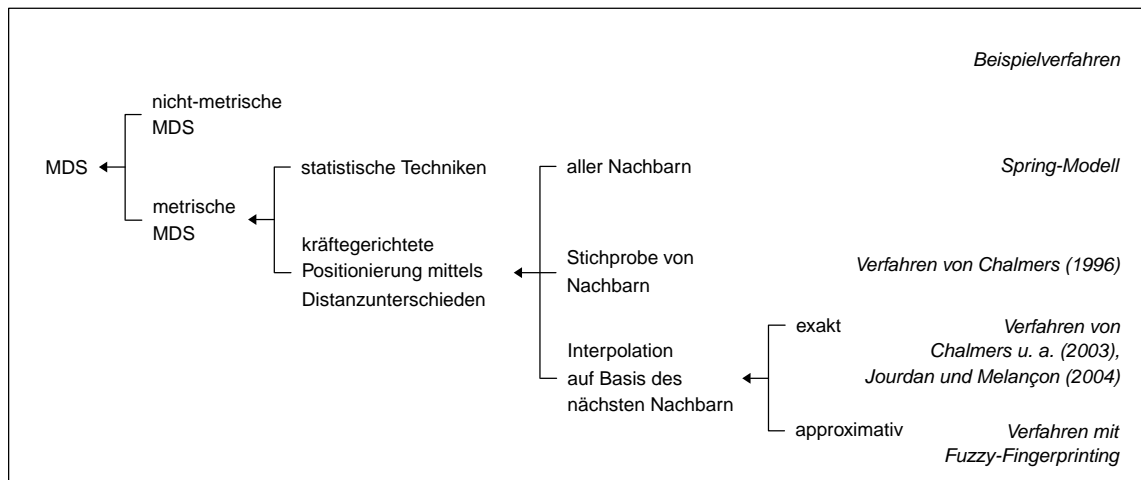 Beispielverfahren
nicht-metrische
MDS
MDS
statistische Techniken
aller Nachbarn
Spring-Modell
metrische
MDS
kräftegerichtete
Positionierung mittels
Distanzunterschieden
Stichprobe von
Nachbarn
Verfahren von Chalmers (1996)
Interpolation
auf Basis des
nächsten Nachbarn
exakt
Verfahren von
Chalmers u. a. (2003),
Jourdan und Melançon (2004)
approximativ
Verfahren mit
Fuzzy-Fingerprinting